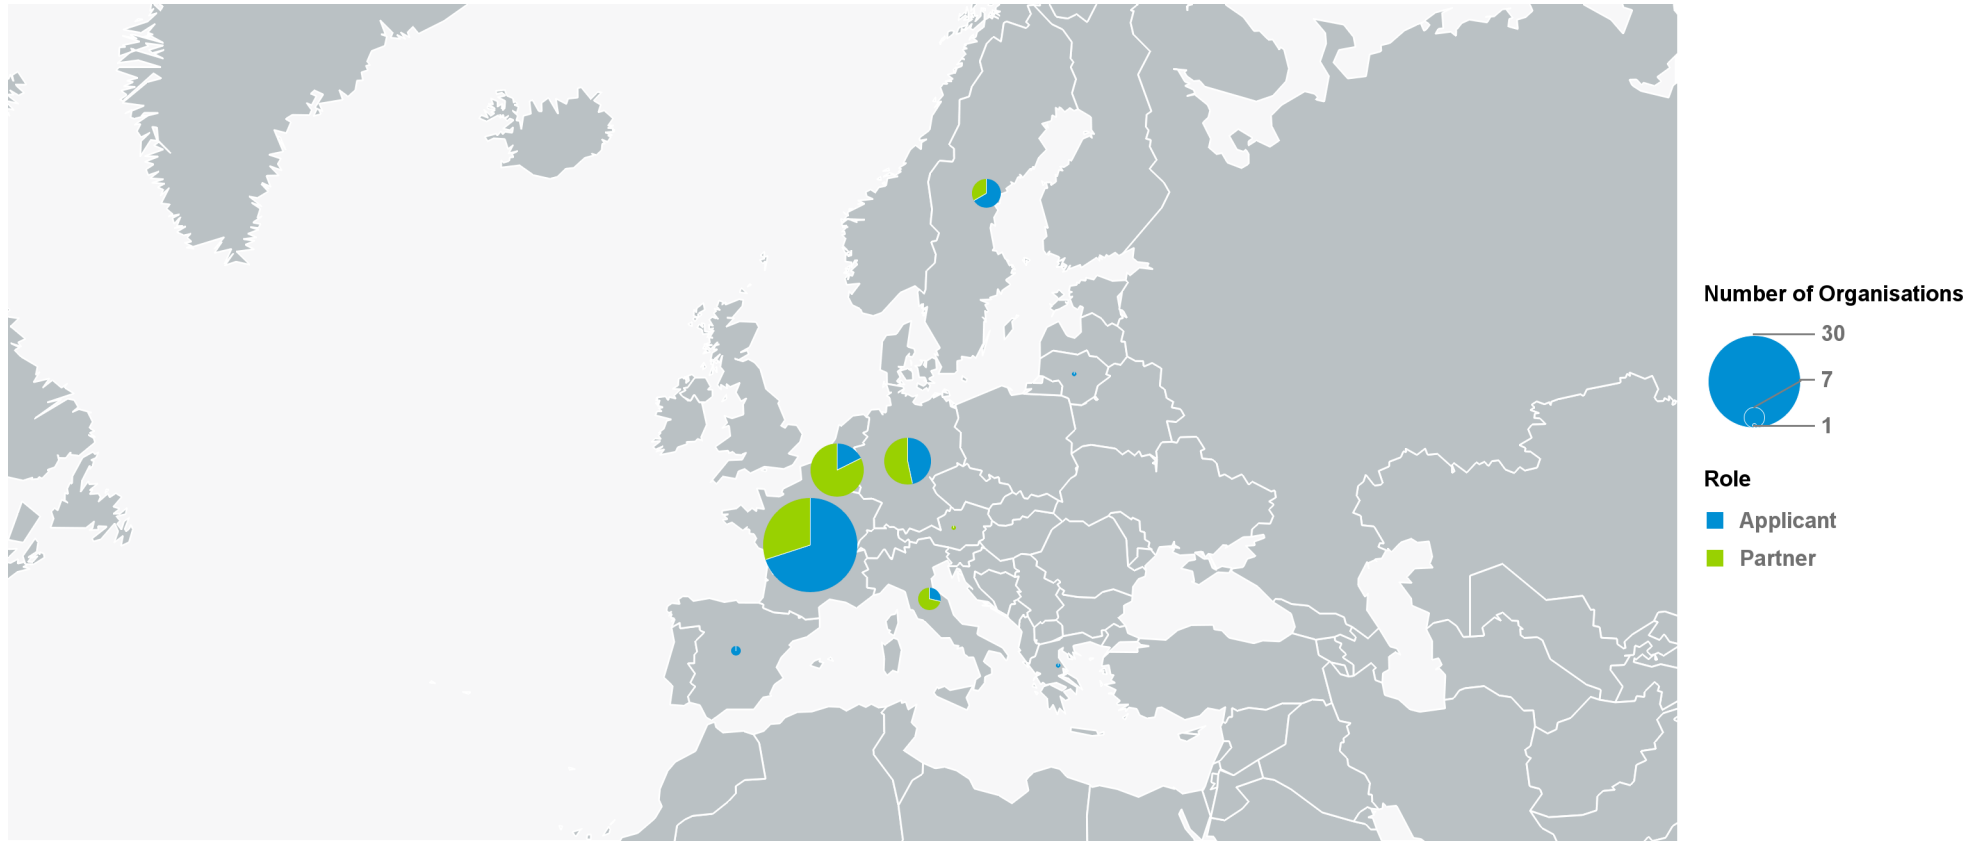 Number of Organisations
30
7
1
Role
Applicant
Partner